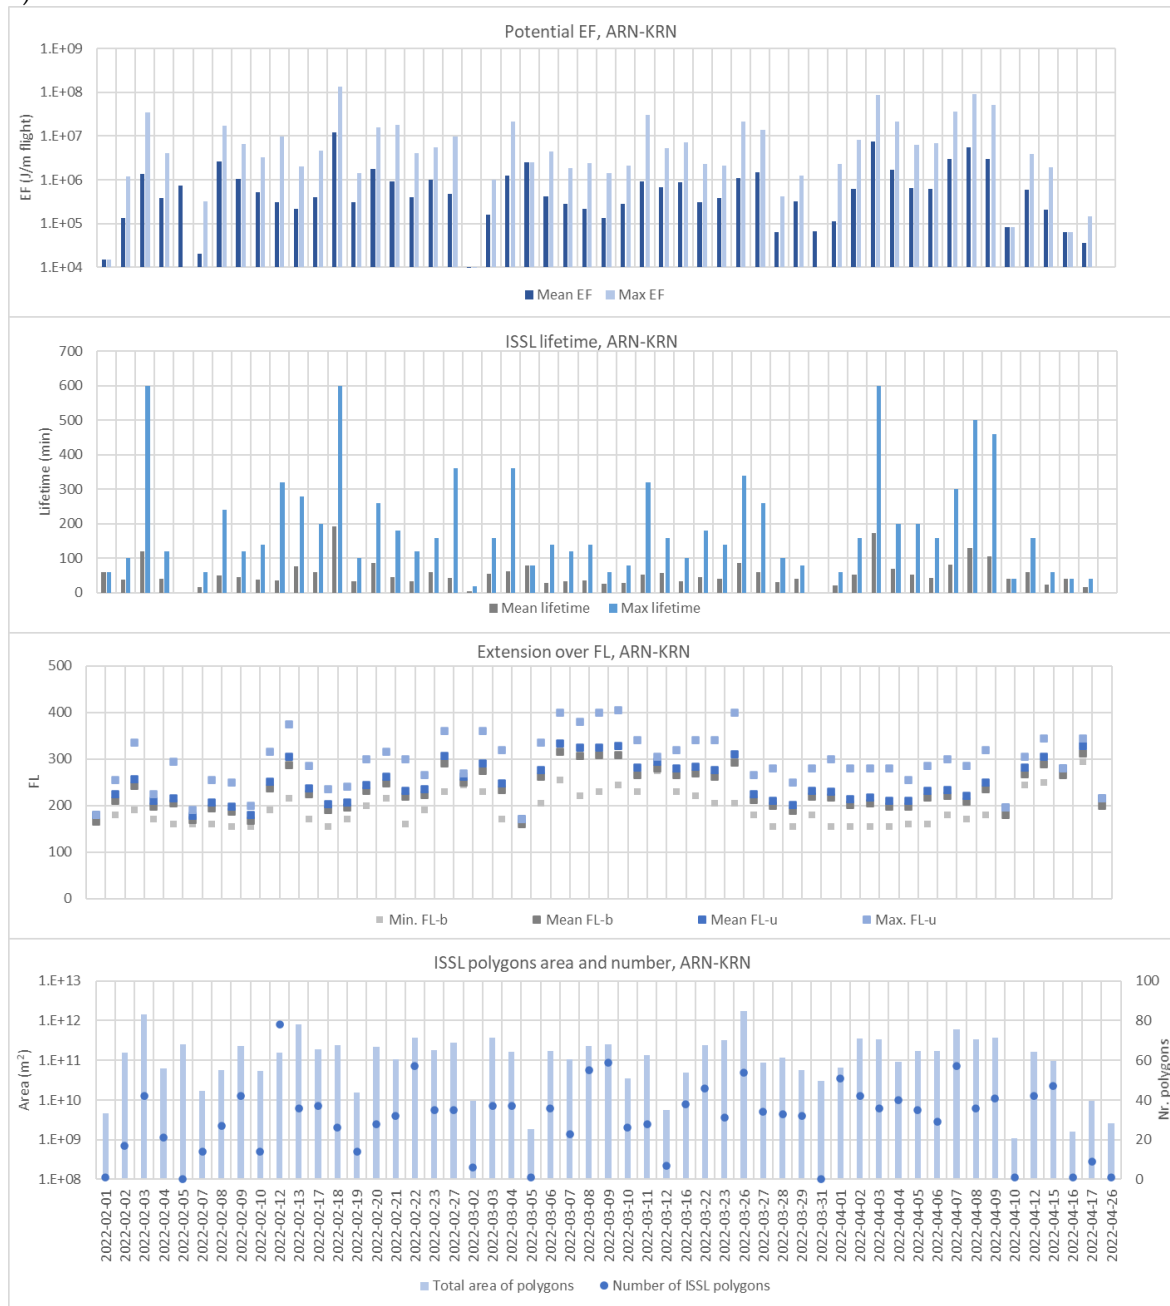 )
Potential EF, ARN-KRN
1.E+09
1.E+08
1.E+07
1.E+06
1.E+05
1.E+04
EF (J/m flight)
Mean EF Max EF
ISSL lifetime, ARN-KRN
700
600
500
400
300
200
100
0
Lifetime (min)
Mean lifetime Max lifetime
Extension over FL, ARN-KRN
500
400
300
200
100
0
FL
Min. FL-b Mean FL-b Mean FL-u Max. FL-u
ISSL polygons area and number, ARN-KRN
1.E+13
1.E+12
1.E+11
1.E+10
1.E+09
1.E+08
Area (m²)
100
80
60
40
20
0
Nr. polygons
2022-02-01
2022-02-02
2022-02-03
2022-02-04
2022-02-05
2022-02-07
2022-02-08
2022-02-09
2022-02-10
2022-02-12
2022-02-13
2022-02-17
2022-02-18
2022-02-19
2022-02-20
2022-02-21
2022-02-22
2022-02-23
2022-02-27
2022-03-02
2022-03-03
2022-03-04
2022-03-05
2022-03-06
2022-03-07
2022-03-08
2022-03-09
2022-03-10
2022-03-11
2022-03-12
2022-03-16
2022-03-22
2022-03-23
2022-03-26
2022-03-27
2022-03-28
2022-03-29
2022-03-31
2022-04-01
2022-04-02
2022-04-03
2022-04-04
2022-04-05
2022-04-06
2022-04-07
2022-04-08
2022-04-09
2022-04-10
2022-04-12
2022-04-15
2022-04-16
2022-04-17
2022-04-26
Total area of polygons Number of ISSL polygons